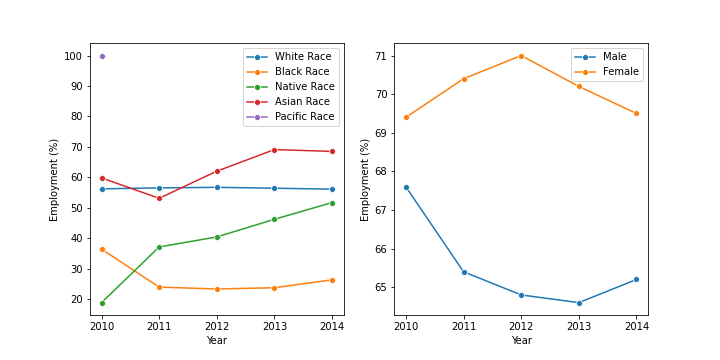 100
90
80
70
60
50
40
30
20
Employment (%)
2010 2011 2012 2013 2014
Year
White Race
Black Race
Native Race
Asian Race
Pacific Race
71
70
69
68
67
66
65
Employment (%)
2010 2011 2012 2013 2014
Year
Male
Female